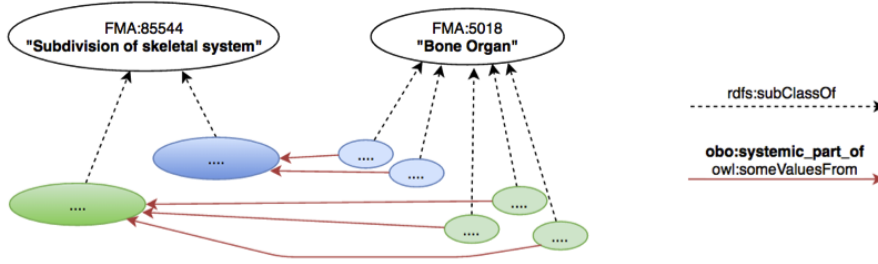 FMA:85544
"Subdivision of skeletal system"
FMA:5018
"Bone Organ"
rdfs:subClassOf
....
....
....
obo:systemic_part_of
owl:someValuesFrom
....
....
....
....